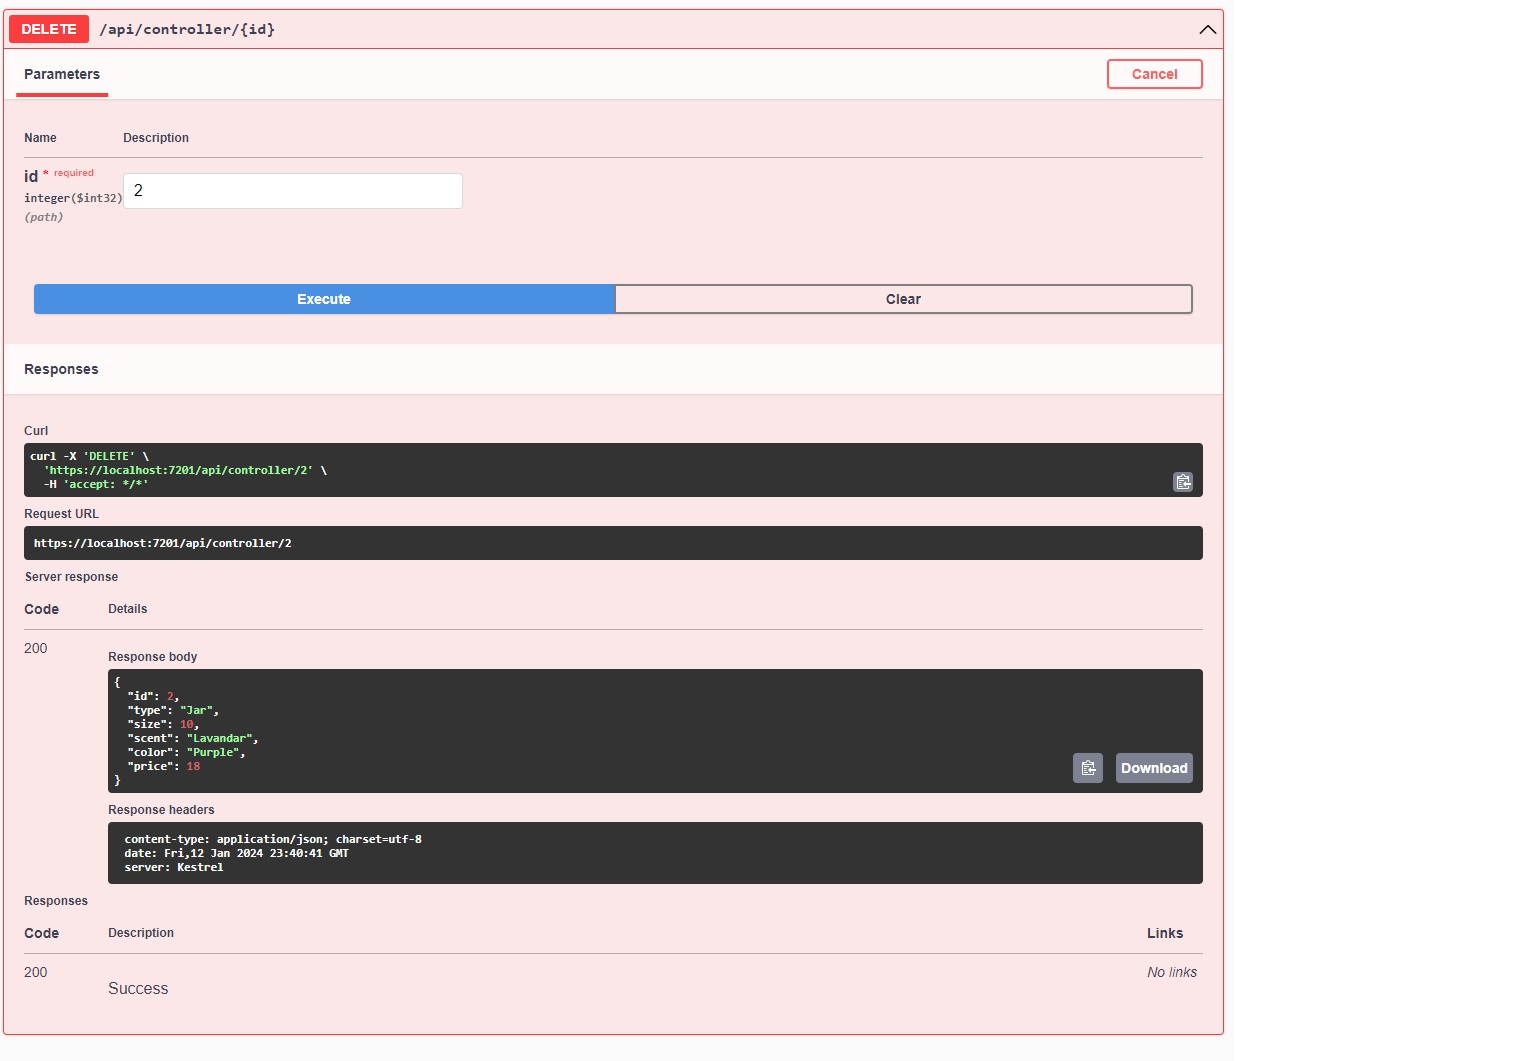 DELETE /api/controller/{id}
Parameters Cancel
Name Description
id * required
integer($int32) 2
(path)
Execute Clear
Responses
Curl
curl -X 'DELETE' \
'https://localhost:7201/api/controller/2' \
-H 'accept: */*'
Request URL
https://localhost:7201/api/controller/2
Server response
Code Details
200
Response body
{
"id": 2,
"type": "Jar",
"size": 10,
"scent": "Lavandar",
"color": "Purple",
"price": 18
}
Download
Response headers
content-type: application/json; charset=utf-8
date: Fri,12 Jan 2024 23:40:41 GMT
server: Kestrel
Responses
Code Description Links
200 No links
Success